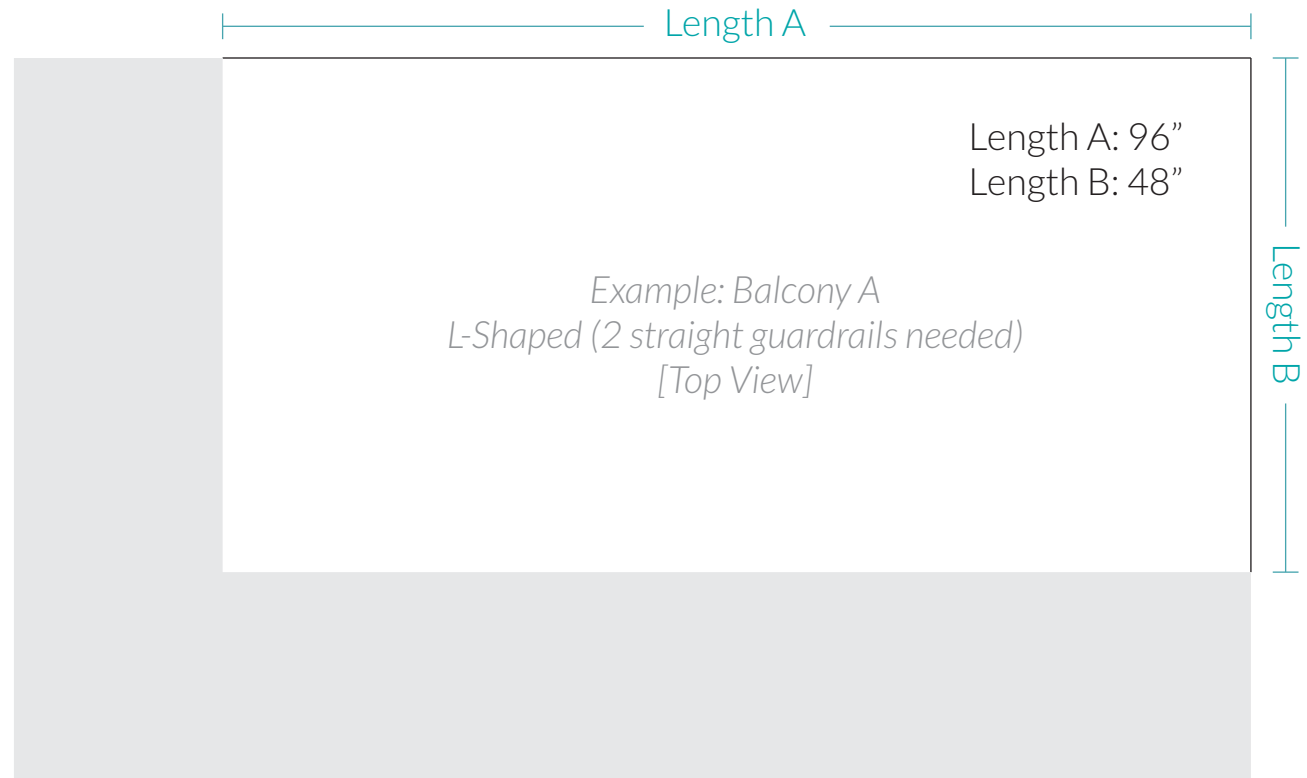 Length A
Length A: 96”
Length B: 48”
Length B
Example: Balcony A
L-Shaped (2 straight guardrails needed)
[Top View]